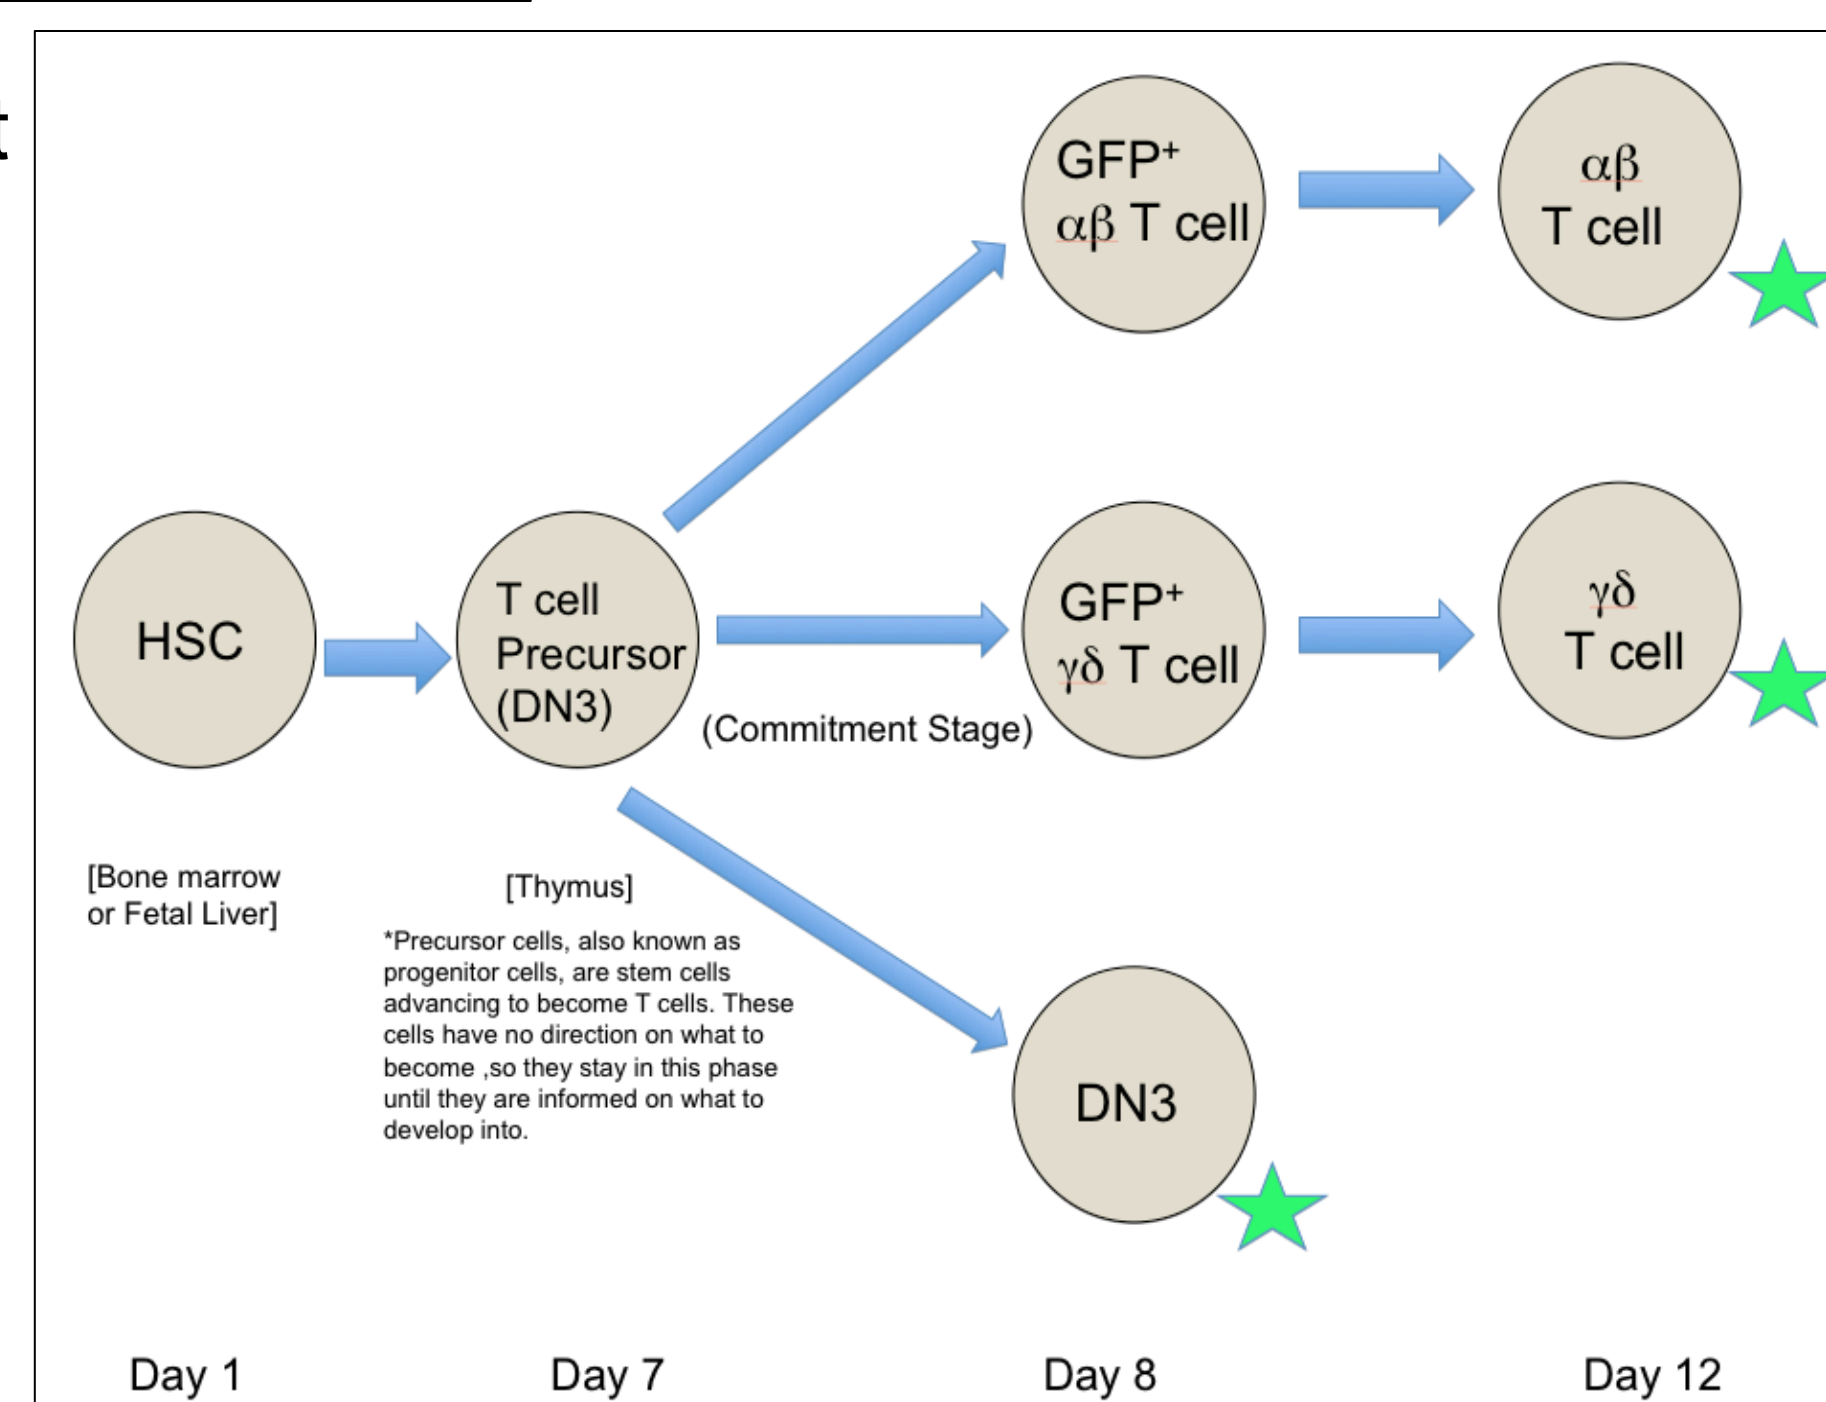 t
GFP⁺
αβ T cell
αβ
T cell
HSC
T cell
Precursor
(DN3)
GFP⁺
γδ T cell
γδ
T cell
(Commitment Stage)
[Bone marrow
or Fetal Liver]
[Thymus]
*Precursor cells, also known as
progenitor cells, are stem cells
advancing to become T cells. These
cells have no direction on what to
become ,so they stay in this phase
until they are informed on what to
develop into.
DN3
Day 1
Day 7
Day 8
Day 12